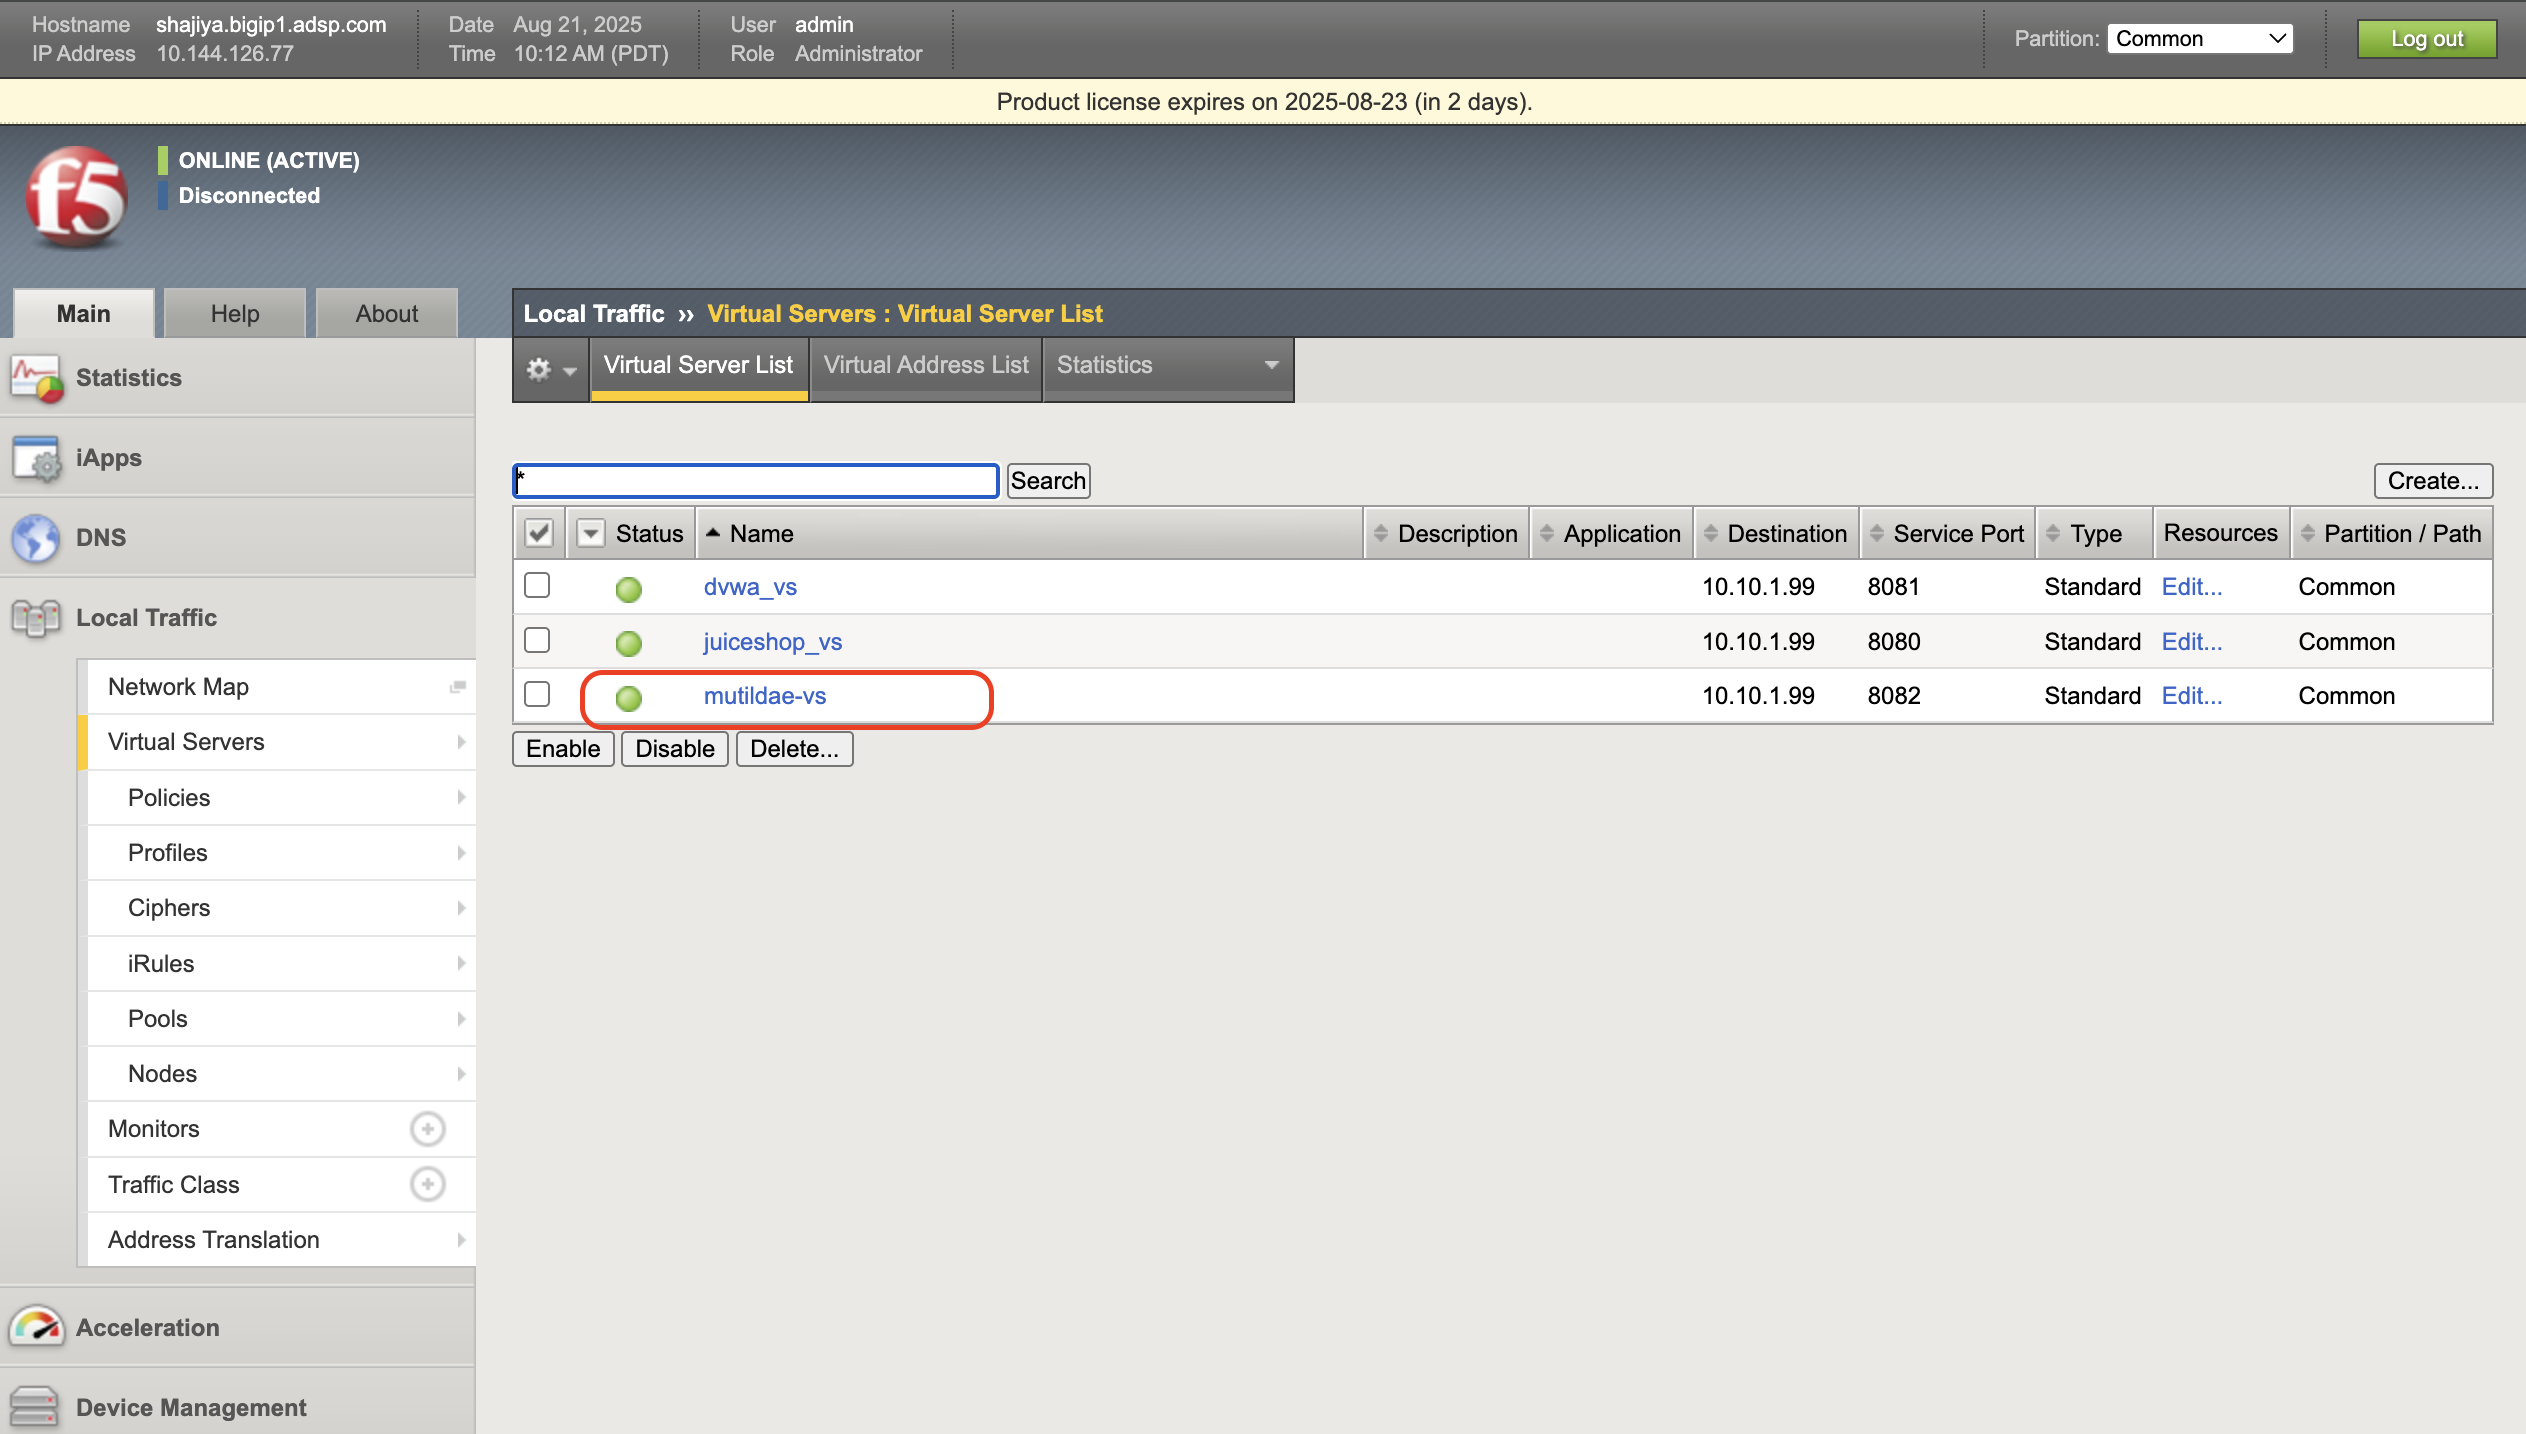 Hostname shajiya.bigip1.adsp.com Date Aug 21, 2025 User admin
IP Address 10.144.126.77 Time 10:12 AM (PDT) Role Administrator
Partition: Common Log out
Product license expires on 2025-08-23 (in 2 days).
f5
ONLINE (ACTIVE)
Disconnected
Main Help About
Local Traffic ›› Virtual Servers : Virtual Server List
Virtual Server List Virtual Address List Statistics
Statistics
iApps
DNS
Local Traffic
Network Map
Virtual Servers
Policies
Profiles
Ciphers
iRules
Pools
Nodes
Monitors
Traffic Class
Address Translation
Acceleration
Device Management
* Search Create...
Status Name Description Application Destination Service Port Type Resources Partition / Path
dvwa_vs 10.10.1.99 8081 Standard Edit... Common
juiceshop_vs 10.10.1.99 8080 Standard Edit... Common
mutildae-vs 10.10.1.99 8082 Standard Edit... Common
Enable Disable Delete...